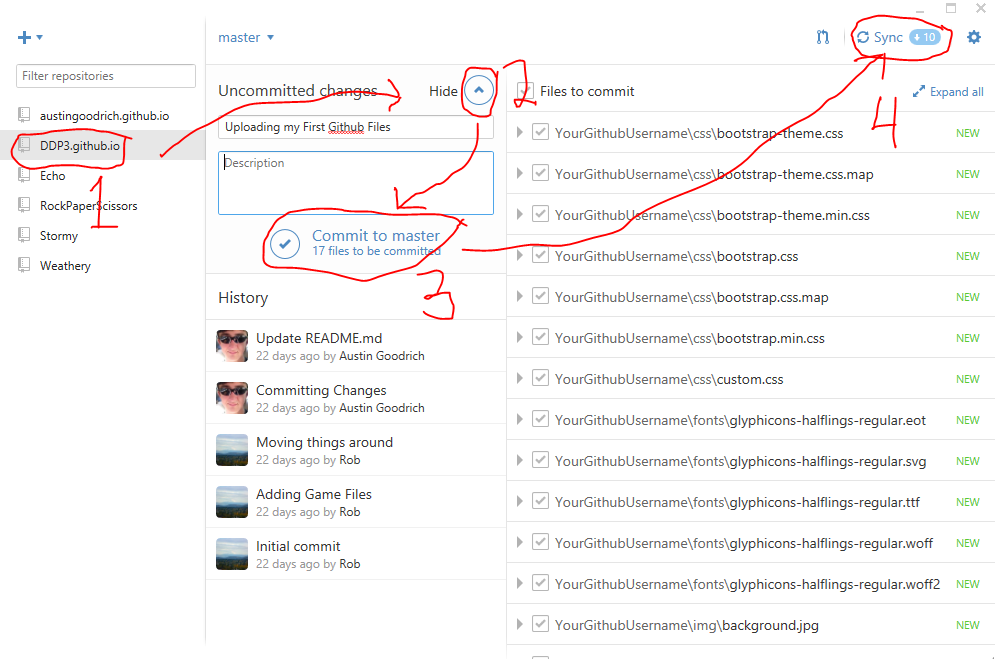 master
Sync
10
Filter repositories
austingoodrich.github.io
DDP3.github.io
Echo
RockPaperScissors
Stormy
Weathery
1
Uncommitted changes
Hide
2
Uploading my First Github Files
Description
Commit to master
17 files to be committed
3
History
Update README.md
22 days ago by Austin Goodrich
Committing Changes
22 days ago by Austin Goodrich
Moving things around
22 days ago by Rob
Adding Game Files
22 days ago by Rob
Initial commit
22 days ago by Rob
Files to commit
Expand all
4
YourGithubUsername\css\bootstrap-theme.css NEW
YourGithubUsername\css\bootstrap-theme.css.map NEW
YourGithubUsername\css\bootstrap-theme.min.css NEW
YourGithubUsername\css\bootstrap.css NEW
YourGithubUsername\css\bootstrap.css.map NEW
YourGithubUsername\css\bootstrap.min.css NEW
YourGithubUsername\css\custom.css NEW
YourGithubUsername\fonts\glyphicons-halflings-regular.eot NEW
YourGithubUsername\fonts\glyphicons-halflings-regular.svg NEW
YourGithubUsername\fonts\glyphicons-halflings-regular.ttf NEW
YourGithubUsername\fonts\glyphicons-halflings-regular.woff NEW
YourGithubUsername\fonts\glyphicons-halflings-regular.woff2 NEW
YourGithubUsername\img\background.jpg NEW